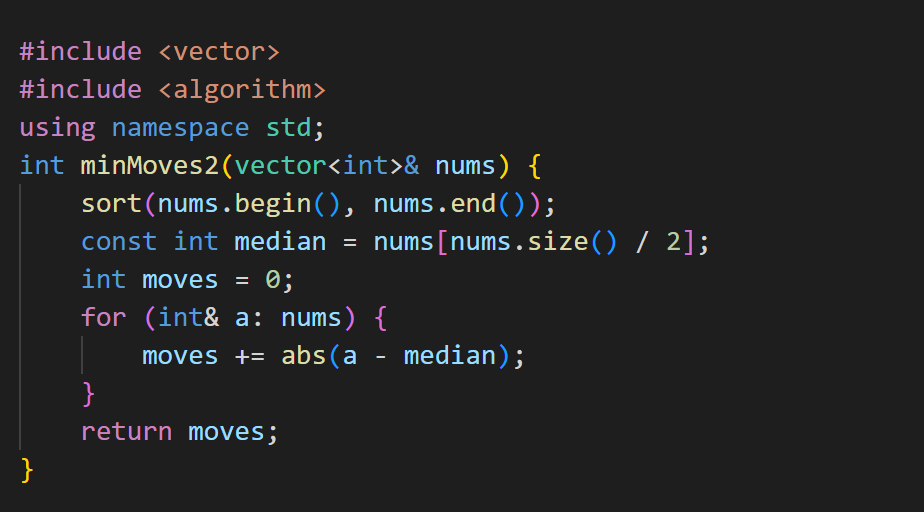 #include <vector>
#include <algorithm>
using namespace std;
int minMoves2(vector<int>& nums) {
    sort(nums.begin(), nums.end());
    const int median = nums[nums.size() / 2];
    int moves = 0;
    for (int& a: nums) {
        moves += abs(a - median);
    }
    return moves;
}